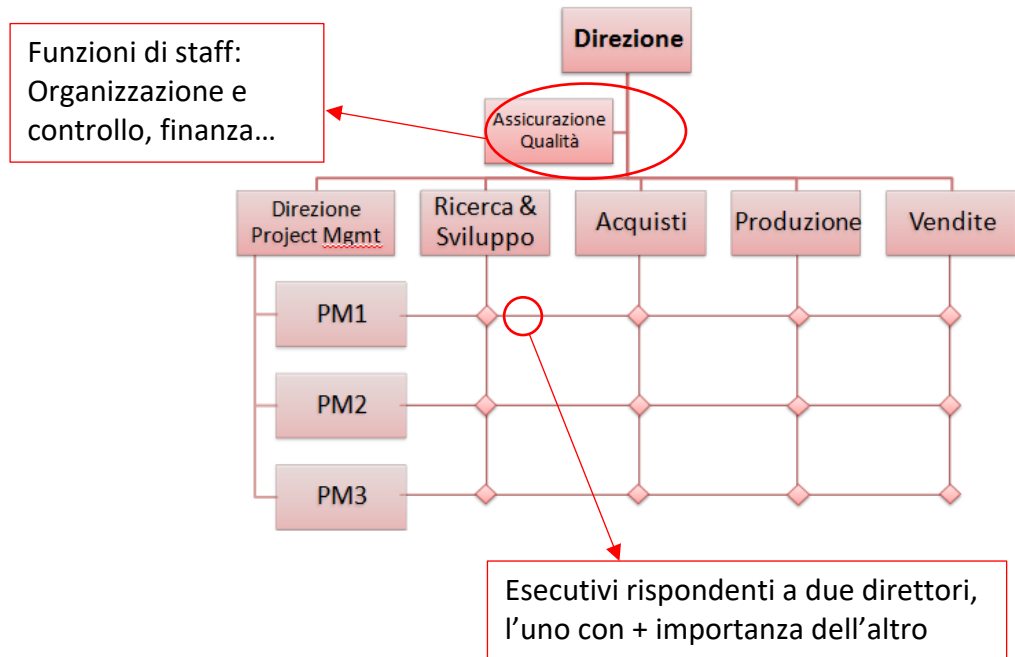 Funzioni di staff:
Organizzazione e
controllo, finanza…
Direzione
Assicurazione
Qualità
Direzione
Project Mgmt
Ricerca &
Sviluppo
Acquisti
Produzione
Vendite
PM1
PM2
PM3
Esecutivi rispondenti a due direttori,
l’uno con + importanza dell’altro